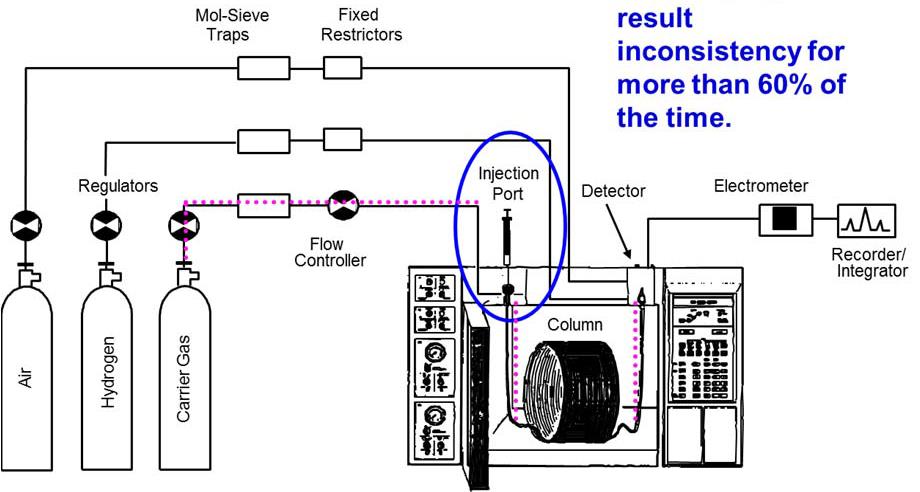 result
inconsistency for
more than 60% of
the time.
Mol-Sieve
Traps
Fixed
Restrictors
Regulators
Injection
Port
Detector
Electrometer
Flow
Controller
Recorder/
Integrator
Column
Air
Hydrogen
Carrier Gas